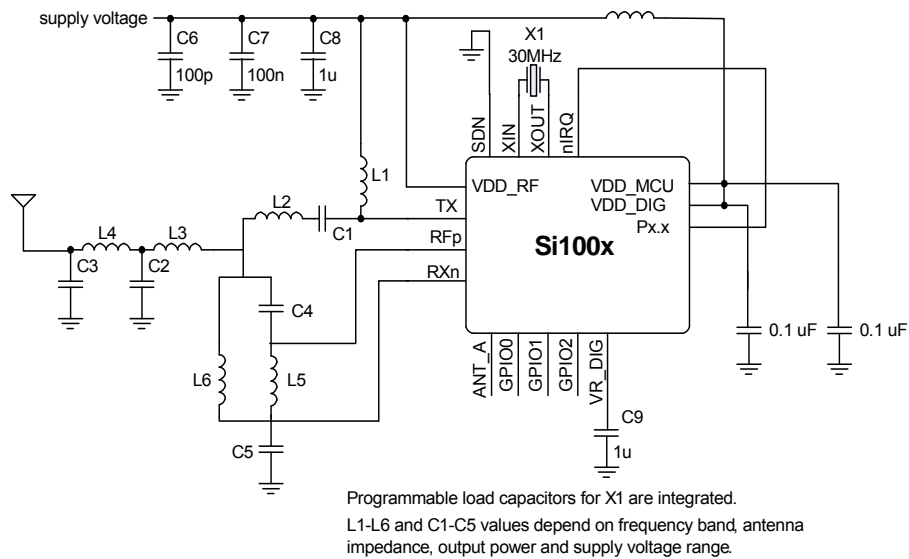 supply voltage
C6
100p
C7
100n
C8
1u
X1
30MHz
SDN
XIN
XOUT
nIRQ
L1
VDD_RF
VDD_MCU
VDD_DIG
Px.x
TX
RFp
RXn
Si100x
L2
C1
L4
L3
C3
C2
C4
L6
L5
C5
0.1 uF
0.1 uF
ANT_A
GPIO0
GPIO1
GPIO2
VR_DIG
C9
1u
Programmable load capacitors for X1 are integrated.
L1-L6 and C1-C5 values depend on frequency band, antenna
impedance, output power and supply voltage range.